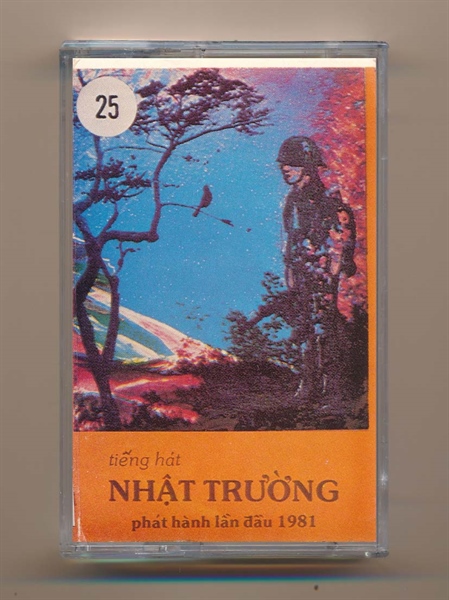 25
tiếng hát
NHẬT TRƯỜNG
phát hành lần đầu 1981